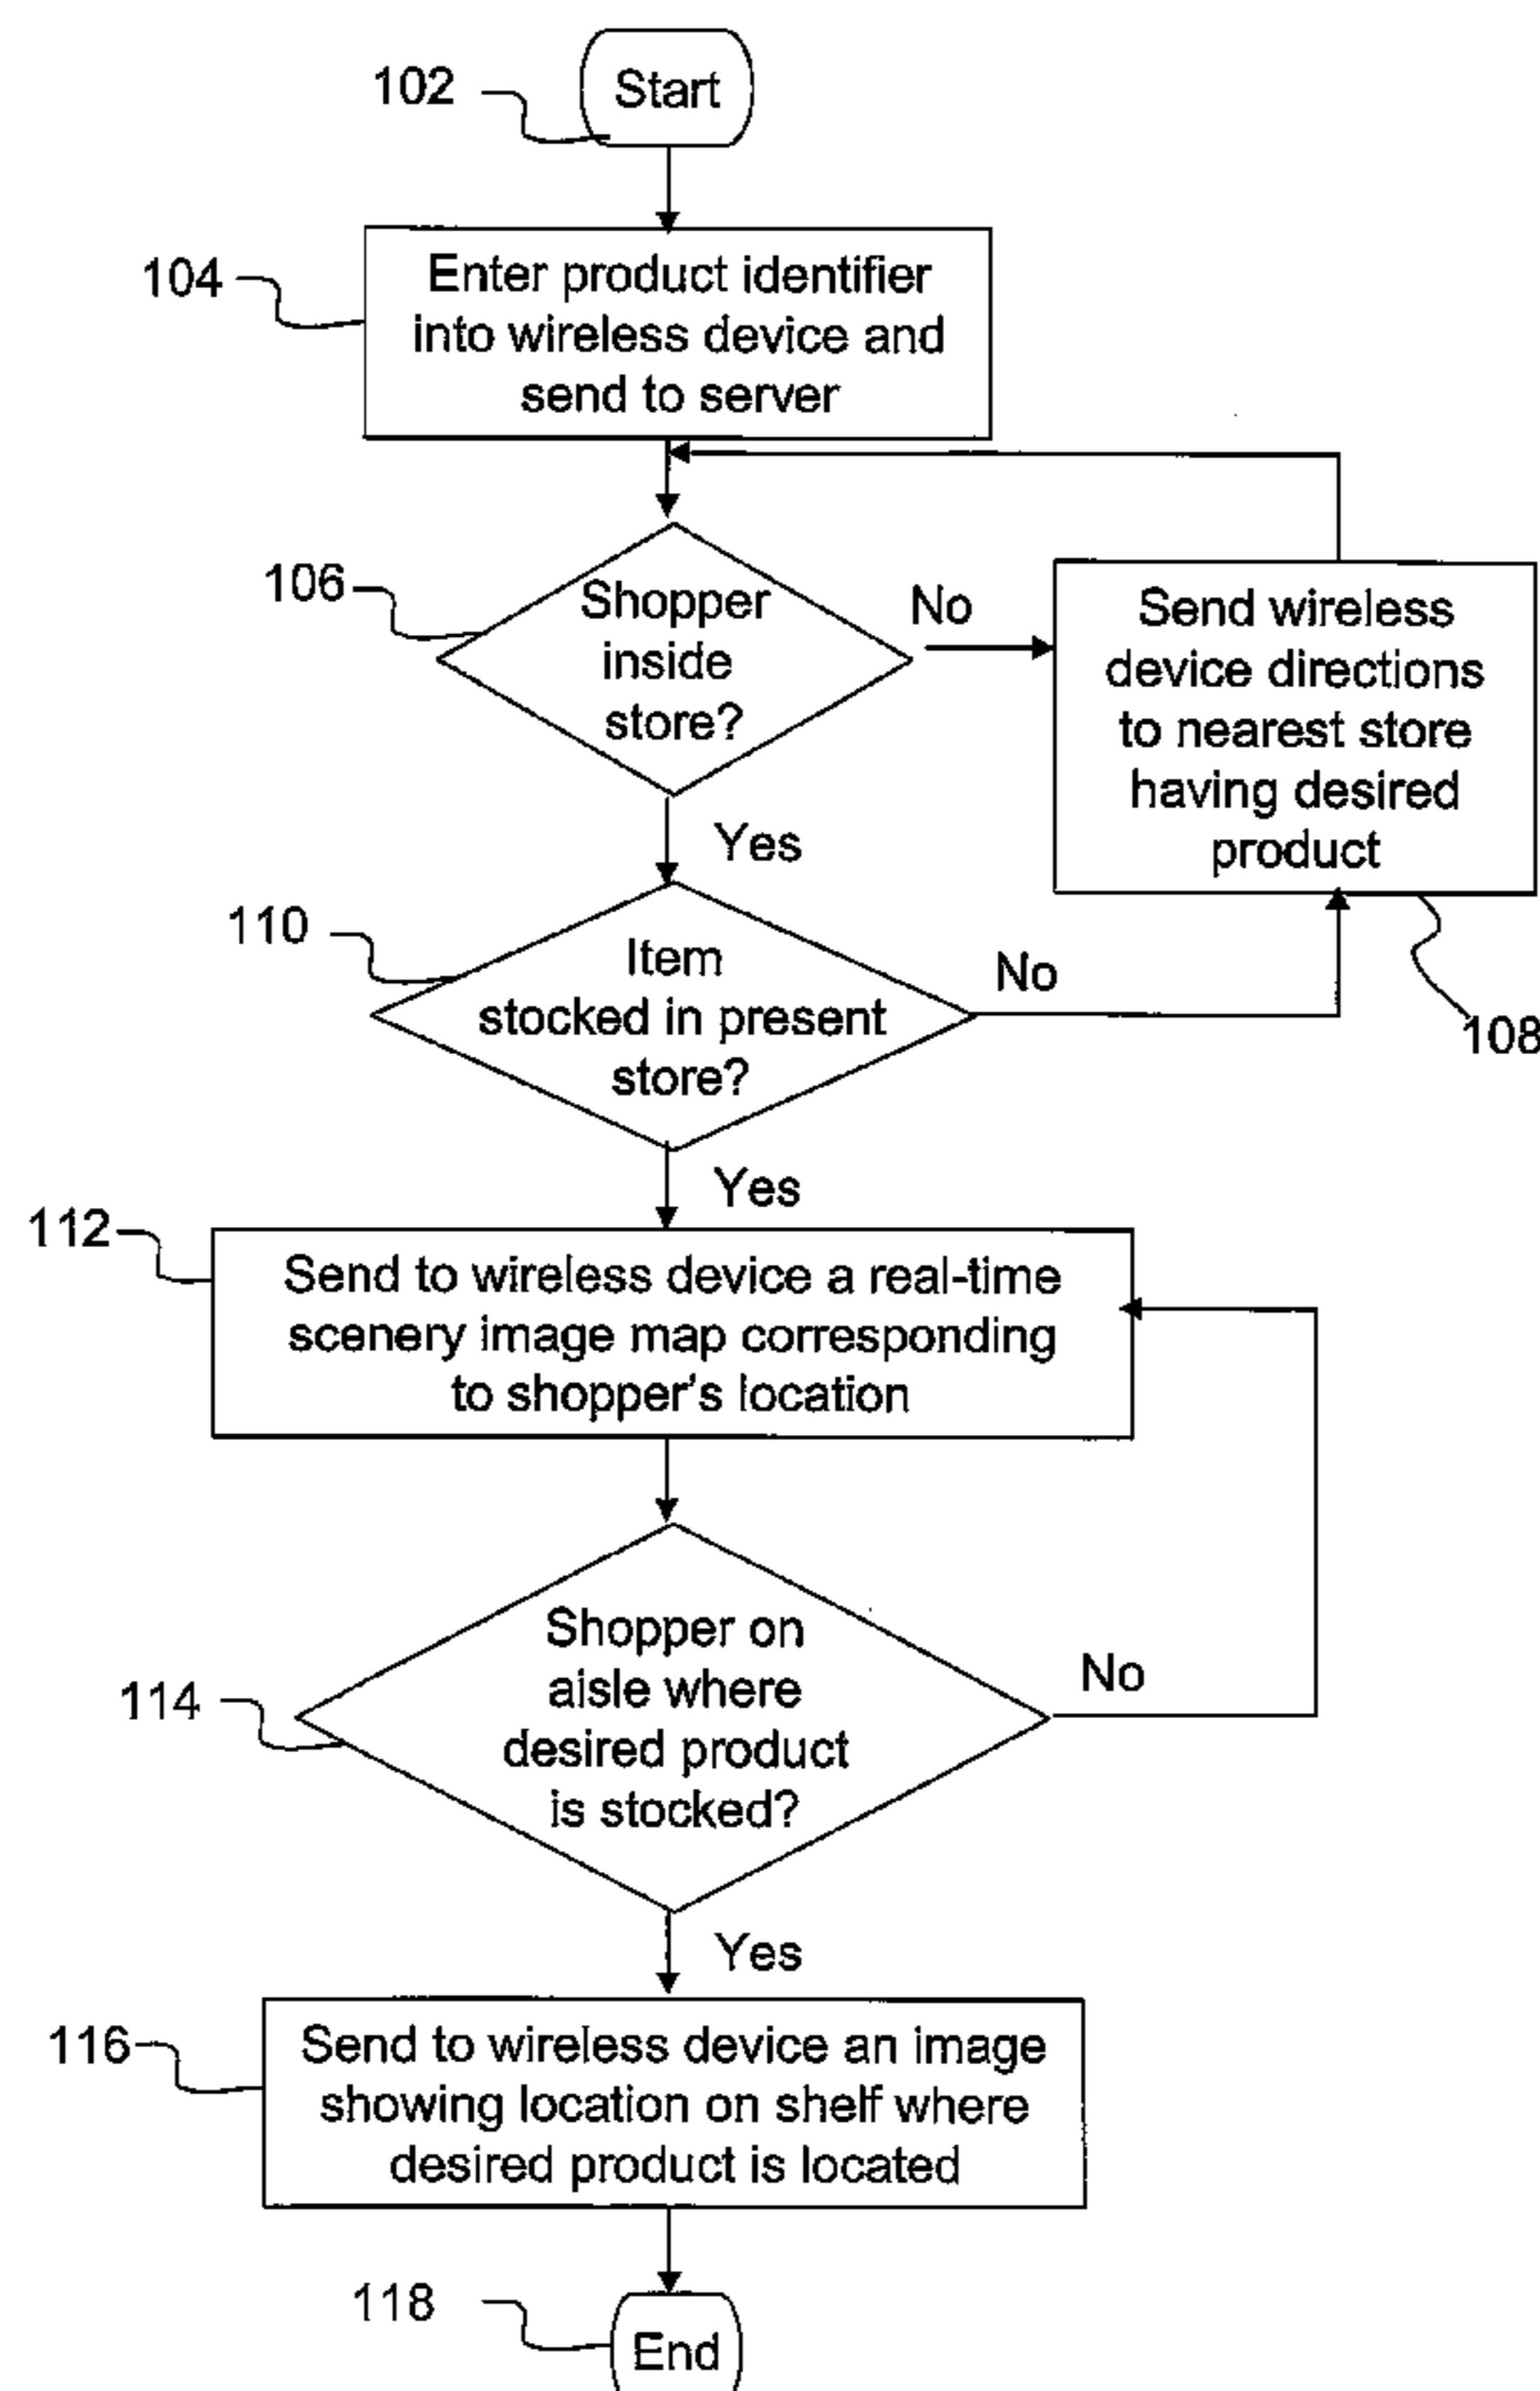 102
Start
104
Enter product identifier
into wireless device and
send to server
106
Shopper
inside
store?
No
Send wireless
device directions
to nearest store
having desired
product
108
Yes
110
Item
stocked in present
store?
No
Yes
112
Send to wireless device a real-time
scenery image map corresponding
to shopper's location
114
Shopper on
aisle where
desired product
is stocked?
No
Yes
116
Send to wireless device an image
showing location on shelf where
desired product is located
118
End